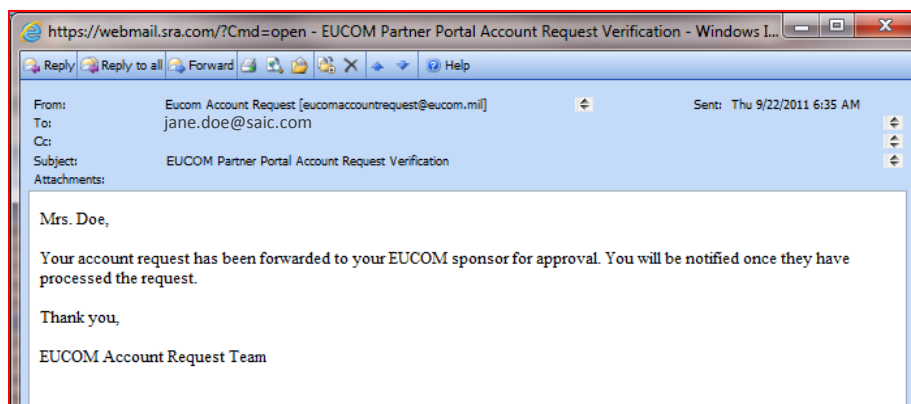 https://webmail.sra.com/?Cmd=open - EUCOM Partner Portal Account Request Verification - Windows I...
Reply Reply to all Forward Help
From: Eucom Account Request [eucomaccountrequest@eucom.mil] Sent: Thu 9/22/2011 6:35 AM
To: jane.doe@saic.com
Cc:
Subject: EUCOM Partner Portal Account Request Verification
Attachments:
Mrs. Doe,
Your account request has been forwarded to your EUCOM sponsor for approval. You will be notified once they have
processed the request.
Thank you,
EUCOM Account Request Team